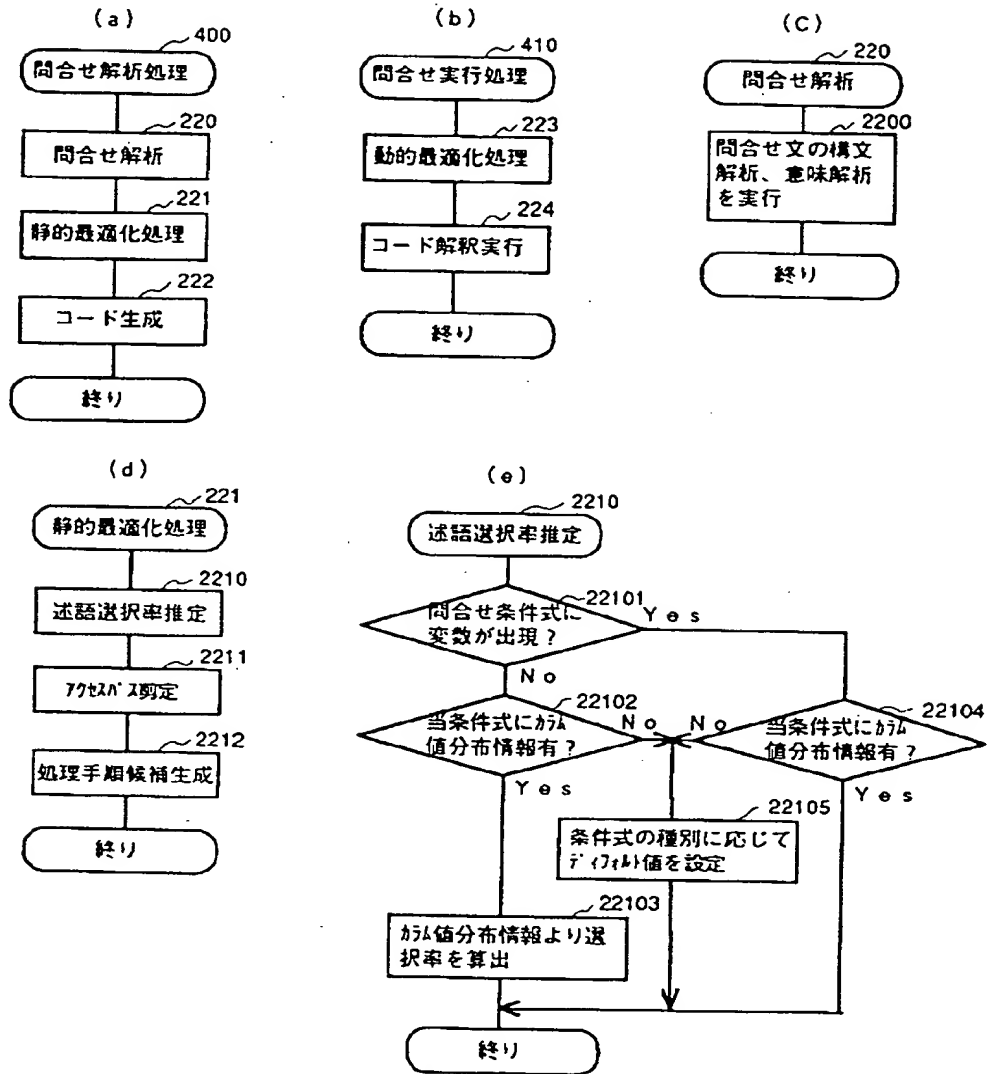 (a)
400
問合せ解析処理
220
問合せ解析
221
静的最適化処理
222
コード生成
終り
(b)
410
問合せ実行処理
223
動的最適化処理
224
コード解釈実行
終り
(C)
220
問合せ解析
2200
問合せ文の構文
解析、意味解析
を実行
終り
(d)
221
静的最適化処理
2210
述語選択率推定
2211
アクセスパス剪定
2212
処理手順候補生成
終り
(e)
2210
述語選択率推定
22101
問合せ条件式に
変数が出現?
Yes
No
22102
当条件式にカラム
値分布情報有?
No
Yes
No
22104
当条件式にカラム
値分布情報有?
Yes
22105
条件式の種別に応じて
ディフォルト値を設定
22103
カラム値分布情報より選
択率を算出
終り